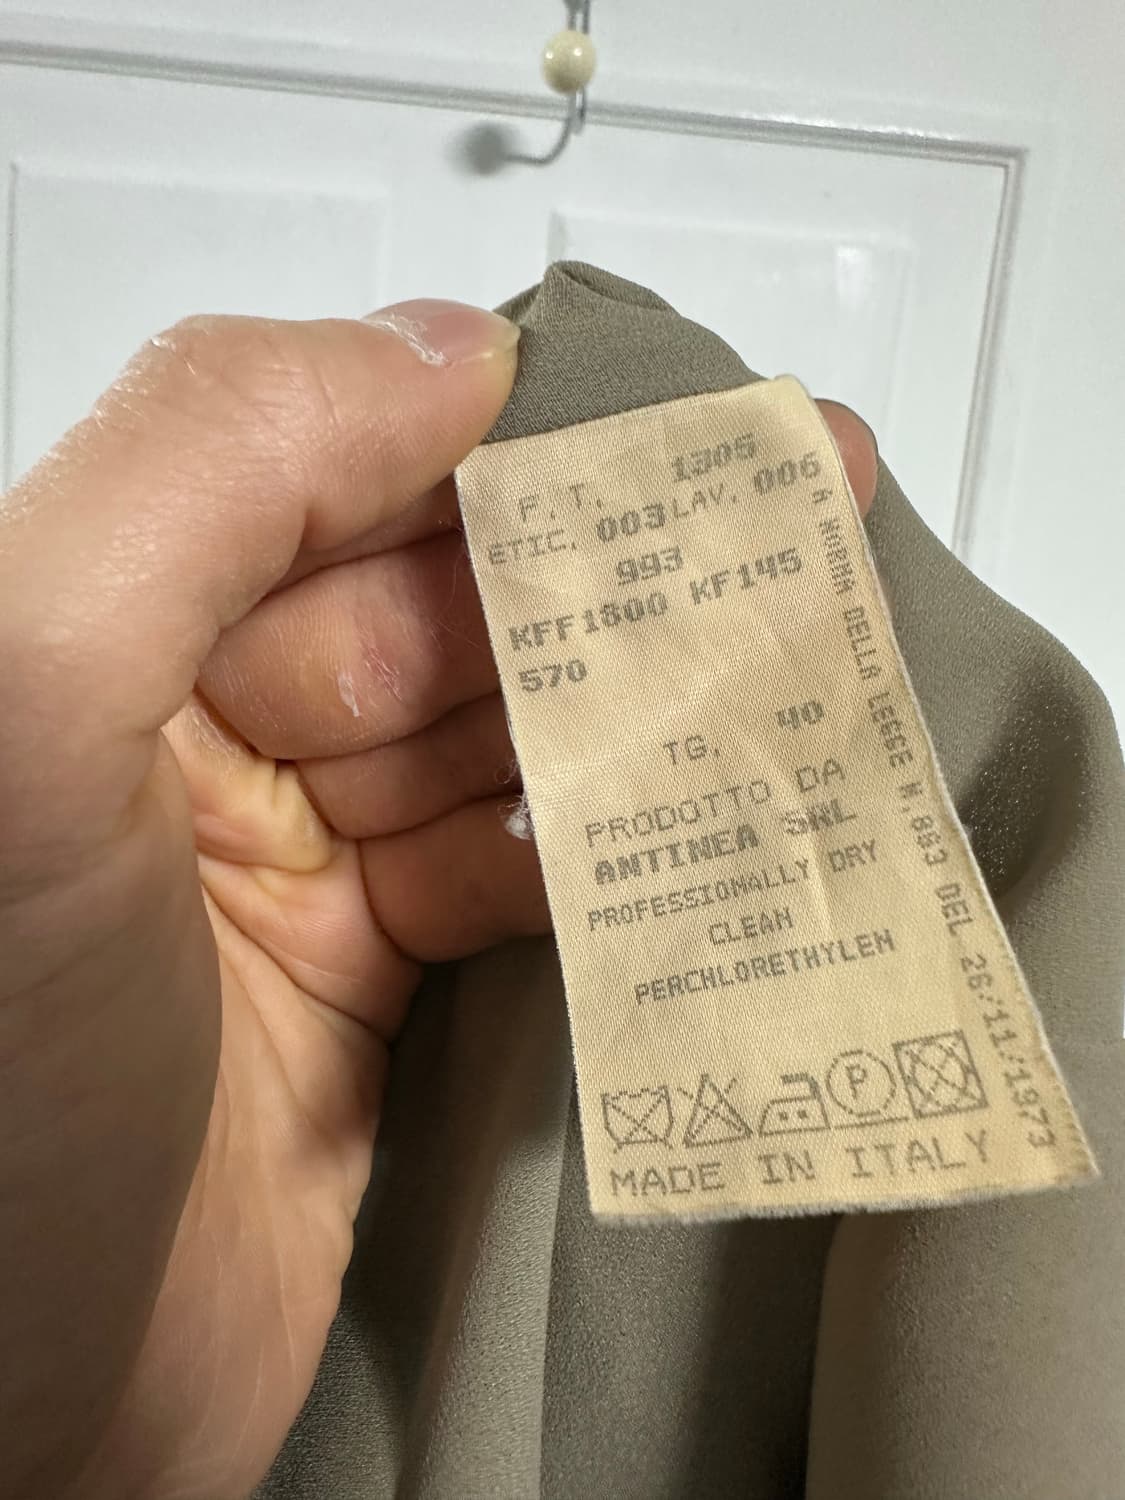 F.T. 1305
ETIC. 003 LAV. 006
993
KFF1800 KF145
570
TG. 40
PRODOTTO DA
ANTINEA SRL
PROFESSIONALLY DRY
CLEAN
PERCHLORETHYLEN
P
MADE IN ITALY
A NORMA DELLA LEGGE N.883 DEL 26/11/1973